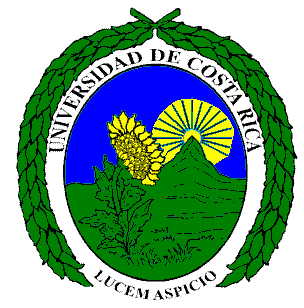 UNIVERSIDAD DE COSTA RICA
LUCEM ASPICIO